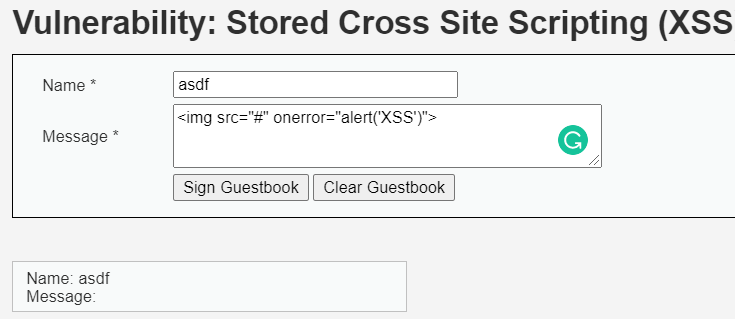 Vulnerability: Stored Cross Site Scripting (XSS
Name *
asdf
Message *
<img src="#" onerror="alert('XSS')">
Sign Guestbook
Clear Guestbook
Name: asdf
Message: